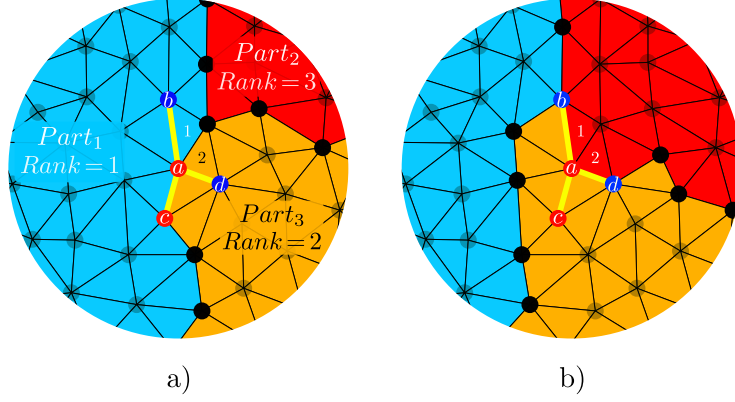 Part₂
Rank = 3
b
1
Part₁
Rank = 1
2
a
d
c
Part₃
Rank = 2
b
1
2
a
d
c
a)
b)